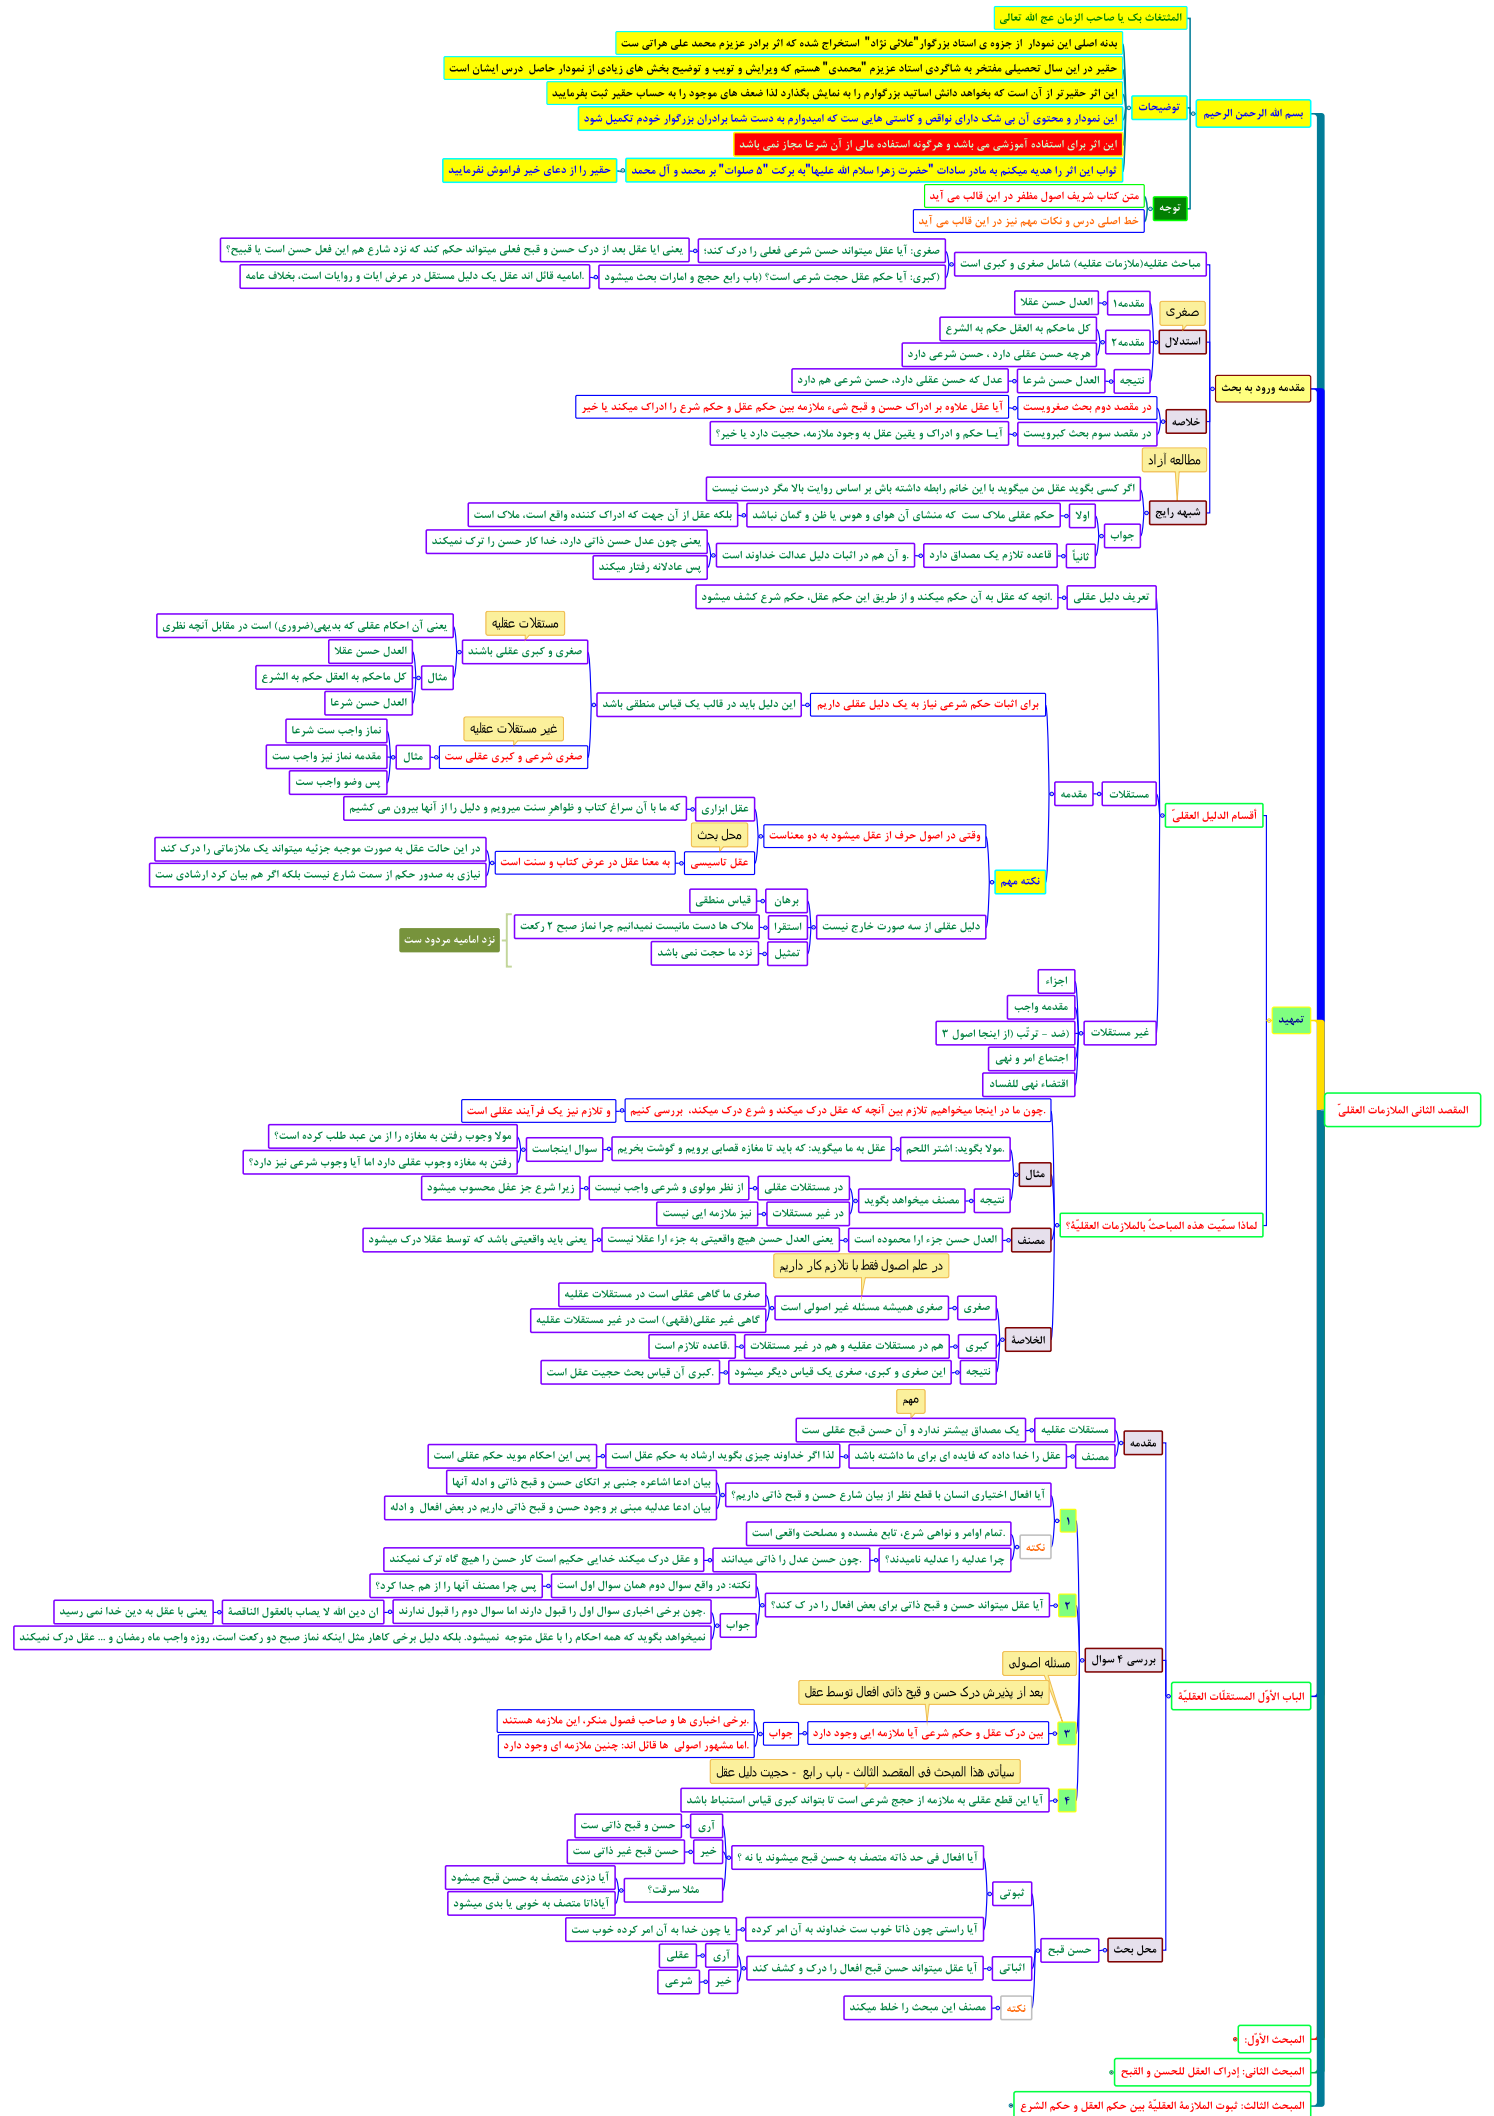 المقصد الثانی الملازمات العقلیّ
بسم الله الرحمن الرحیم
المثتغاث بک یا صاحب الزمان عج الله تعالی
توضیحات
بدنه اصلی این نمودار از جزوه ی استاد بزرگوار"علائی نژاد" استخراج شده که اثر برادر عزیزم محمد علی هراتی ست
حقیر در این سال تحصیلی مفتخر به شاگردی استاد عزیزم "محمدی" هستم که ویرایش و تویب و توضیح بخش های زیادی از نمودار حاصل درس ایشان است
این اثر حقیرتر از آن است که بخواهد دانش اساتید بزرگوارم را به نمایش بگذارد لذا ضعف های موجود را به حساب حقیر ثبت بفرمایید
این نمودار و محتوی آن بی شک دارای نواقص و کاستی هایی ست که امیدوارم به دست شما برادران بزرگوار خودم تکمیل شود
این اثر برای استفاده آموزشی می باشد و هرگونه استفاده مالی از آن شرعا مجاز نمی باشد
ثواب این اثر را هدیه میکنم به مادر سادات "حضرت زهرا سلام الله علیها"به برکت "۵ صلوات" بر محمد و آل محمد
حقیر را از دعای خیر فراموش نفرمایید
توجه
متن کتاب شریف اصول مظفر در این قالب می آید
خط اصلی درس و نکات مهم نیز در این قالب می آید
مقدمه ورود به بحث
مباحث عقلیه(ملازمات عقلیه) شامل صغری و کبری است
صغری: آیا عقل میتواند حسن شرعی فعلی را درک کند؛
یعنی ایا عقل بعد از درک حسن و قبح فعلی میتواند حکم کند که نزد شارع هم این فعل حسن است یا قبیح؟
(کبری: آیا حکم عقل حجت شرعی است؟ (باب رابع حجج و امارات بحث میشود
.امامیه قائل اند عقل یک دلیل مستقل در عرض ایات و روایات است، بخلاف عامه
صغری
استدلال
مقدمه۱
العدل حسن عقلا
مقدمه۲
کل ماحکم به العقل حکم به الشرع
هرچه حسن عقلی دارد ، حسن شرعی دارد
نتیجه
العدل حسن شرعا
عدل که حسن عقلی دارد، حسن شرعی هم دارد
خلاصه
در مقصد دوم بحث صغرویست
آیا عقل علاوه بر ادراک حسن و قبح شیء ملازمه بین حکم عقل و حکم شرع را ادراک میکند یا خیر
در مقصد سوم بحث کبرویست
آیــا حکم و ادراک و یقین عقل به وجود ملازمه، حجیت دارد یا خیر؟
مطالعه آزاد
شبهه رایج
اگر کسی بگوید عقل من میگوید با این خانم رابطه داشته باش بر اساس روایت بالا مگر درست نیست
جواب
اولا
حکم عقلی ملاک ست که منشای آن هوای و هوس یا ظن و گمان نباشد
بلکه عقل از آن جهت که ادراک کننده واقع است، ملاک است
ثانیاً
قاعده تلازم یک مصداق دارد
.و آن هم در اثبات دلیل عدالت خداوند است
یعنی چون عدل حسن ذاتی دارد، خدا کار حسن را ترک نمیکند
پس عادلانه رفتار میکند
تمهید
أقسام الدلیل العقلیّ
تعریف دلیل عقلی
.انچه که عقل به آن حکم میکند و از طریق این حکم عقل، حکم شرع کشف میشود
مستقلات
مقدمه
برای اثبات حکم شرعی نیاز به یک دلیل عقلی داریم
این دلیل باید در قالب یک قیاس منطقی باشد
مستقلات عقلیه
صغری و کبری عقلی باشند
یعنی آن احکام عقلی که بدیهی(ضروری) است در مقابل آنچه نظری
مثال
العدل حسن عقلا
کل ماحکم به العقل حکم به الشرع
العدل حسن شرعا
غیر مستقلات عقلیه
صغری شرعی و کبری عقلی ست
مثال
نماز واجب ست شرعا
مقدمه نماز نیز واجب ست
پس وضو واجب ست
نکته مهم
وقتی در اصول حرف از عقل میشود به دو معناست
عقل ابزاری
که ما با آن سراغ کتاب و ظواهرِ سنت میرویم و دلیل را از آنها بیرون می کشیم
محل بحث
عقل تاسیسی
به معنا عقل در عرض کتاب و سنت است
در این حالت عقل به صورت موجبه جزئیه میتواند یک ملازماتی را درک کند
نیازی به صدور حکم از سمت شارع نیست بلکه اگر هم بیان کرد ارشادی ست
دلیل عقلی از سه صورت خارج نیست
برهان
قیاس منطقی
استقرا
ملاک ها دست مانیست نمیدانیم چرا نماز صبح ۲ رکعت
تمثیل
نزد ما حجت نمی باشد
نزد امامیه مردود ست
غیر مستقلات
اجزاء
مقدمه واجب
(ضد – ترتّب (از اینجا اصول ۳
اجتماع امر و نهی
اقتضاء نهی للفساد
لماذا سمّیت هذه المباحثُ بالملازمات العقلیّة؟
.چون ما در اینجا میخواهیم تلازم بین آنچه که عقل درک میکند و شرع درک میکند، بررسی کنیم
و تلازم نیز یک فرآیند عقلی است
مثال
.مولا بگوید: اشتر اللحم
عقل به ما میگوید: که باید تا مغازه قصابی برویم و گوشت بخریم
سوال اینجاست
مولا وجوب رفتن به مغازه را از من عبد طلب کرده است؟
رفتن به مغازه وجوب عقلی دارد اما آیا وجوب شرعی نیز دارد؟
نتیجه
مصنف میخواهد بگوید
در مستقلات عقلی
از نظر مولوی و شرعی واجب نیست
زیرا شرع جز عقل محسوب میشود
در غیر مستقلات
نیز ملازمه ایی نیست
مصنف
العدل حسن جزء ارا محموده است
یعنی العدل حسن هیچ واقعیتی به جزء ارا عقلا نیست
یعنی باید واقعیتی باشد که توسط عقلا درک میشود
در علم اصول فقط با تلازم کار داریم
الخلاصة
صغری
صغری همیشه مسئله غیر اصولی است
صغری ما گاهی عقلی است در مستقلات عقلیه
گاهی غیر عقلی(فقهی) است در غیر مستقلات عقلیه
کبری
هم در مستقلات عقلیه و هم در غیر مستقلات
.قاعده تلازم است
نتیجه
این صغری و کبری، صغری یک قیاس دیگر میشود
.کبری آن قیاس بحث حجیت عقل است
الباب الأوّل المستقلّات العقلیّة
مقدمه
مهم
مستقلات عقلیه
یک مصداق بیشتر ندارد و آن حسن قبح عقلی ست
مصنف
عقل را خدا داده که فایده ای برای ما داشته باشد
لذا اگر خداوند چیزی بگوید ارشاد به حکم عقل است
پس این احکام موید حکم عقلی است
بررسی ۴ سوال
۱
آیا افعال اختیاری انسان با قطع نظر از بیان شارع حسن و قبح ذاتی داریم؟
بیان ادعا اشاعره جنبی بر اتکای حسن و قبح ذاتی و ادله آنها
بیان ادعا عدلیه مبنی بر وجود حسن و قبح ذاتی داریم در بعض افعال و ادله
نکته
.تمام اوامر و نواهی شرع، تابع مفسده و مصلحت واقعی است
چرا عدلیه را عدلیه نامیدند؟
.چون حسن عدل را ذاتی میدانند
و عقل درک میکند خدایی حکیم است کار حسن را هیچ گاه ترک نمیکند
۲
آیا عقل میتواند حسن و قبح ذاتی برای بعض افعال را در ک کند؟
نکته: در واقع سوال دوم همان سوال اول است
پس چرا مصنف آنها را از هم جدا کرد؟
جواب
.چون برخی اخباری سوال اول را قبول دارند اما سوال دوم را قبول ندارند
ان دین الله لا یصاب بالعقول الناقصة
یعنی با عقل به دین خدا نمی رسید
نمیخواهد بگوید که همه احکام را با عقل متوجه نمیشود. بلکه دلیل برخی کاهار مثل اینکه نماز صبح دو رکعت است، روزه واجب ماه رمضان و ... عقل درک نمیکند
مسئله اصولی
بعد از پذیرش درک حسن و قبح ذاتی افعال توسط عقل
۳
بین درک عقل و حکم شرعی آیا ملازمه ایی وجود دارد
جواب
.برخی اخباری ها و صاحب فصول منکر، این ملازمه هستند
.اما مشهور اصولی ها قائل اند: چنین ملازمه ای وجود دارد
سیأتی هذا المبحث فی المقصد الثالث - باب رابع - حجیت دلیل عقل
۴
آیا این قطع عقلی به ملازمه از حجج شرعی است تا بتواند کبری قیاس استنباط باشد
محل بحث
حسن قبح
ثبوتی
آیا افعال فی حد ذاته متصف به حسن قبح میشوند یا نه ؟
آری
حسن و قبح ذاتی ست
خیر
حسن قبح غیر ذاتی ست
مثلا سرقت؟
آیا دزدی متصف به حسن قبح میشود
آیاذاتا متصف به خوبی یا بدی میشود
آیا راستی چون ذاتا خوب ست خداوند به آن امر کرده
یا چون خدا به آن امر کرده خوب ست
اثباتی
آیا عقل میتواند حسن قبح افعال را درک و کشف کند
آری
عقلی
خیر
شرعی
نکته
مصنف این مبحث را خلط میکند
المبحث الأوّل:
المبحث الثانی: إدراک العقل للحسن و القبح
المبحث الثالث: ثبوت الملازمة العقلیّة بین حکم العقل و حکم الشرع